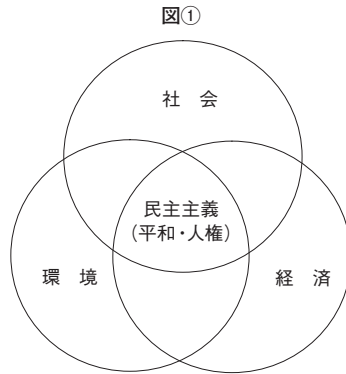 図①
社　会
民主主義
（平和・人権）
環　境
経　済